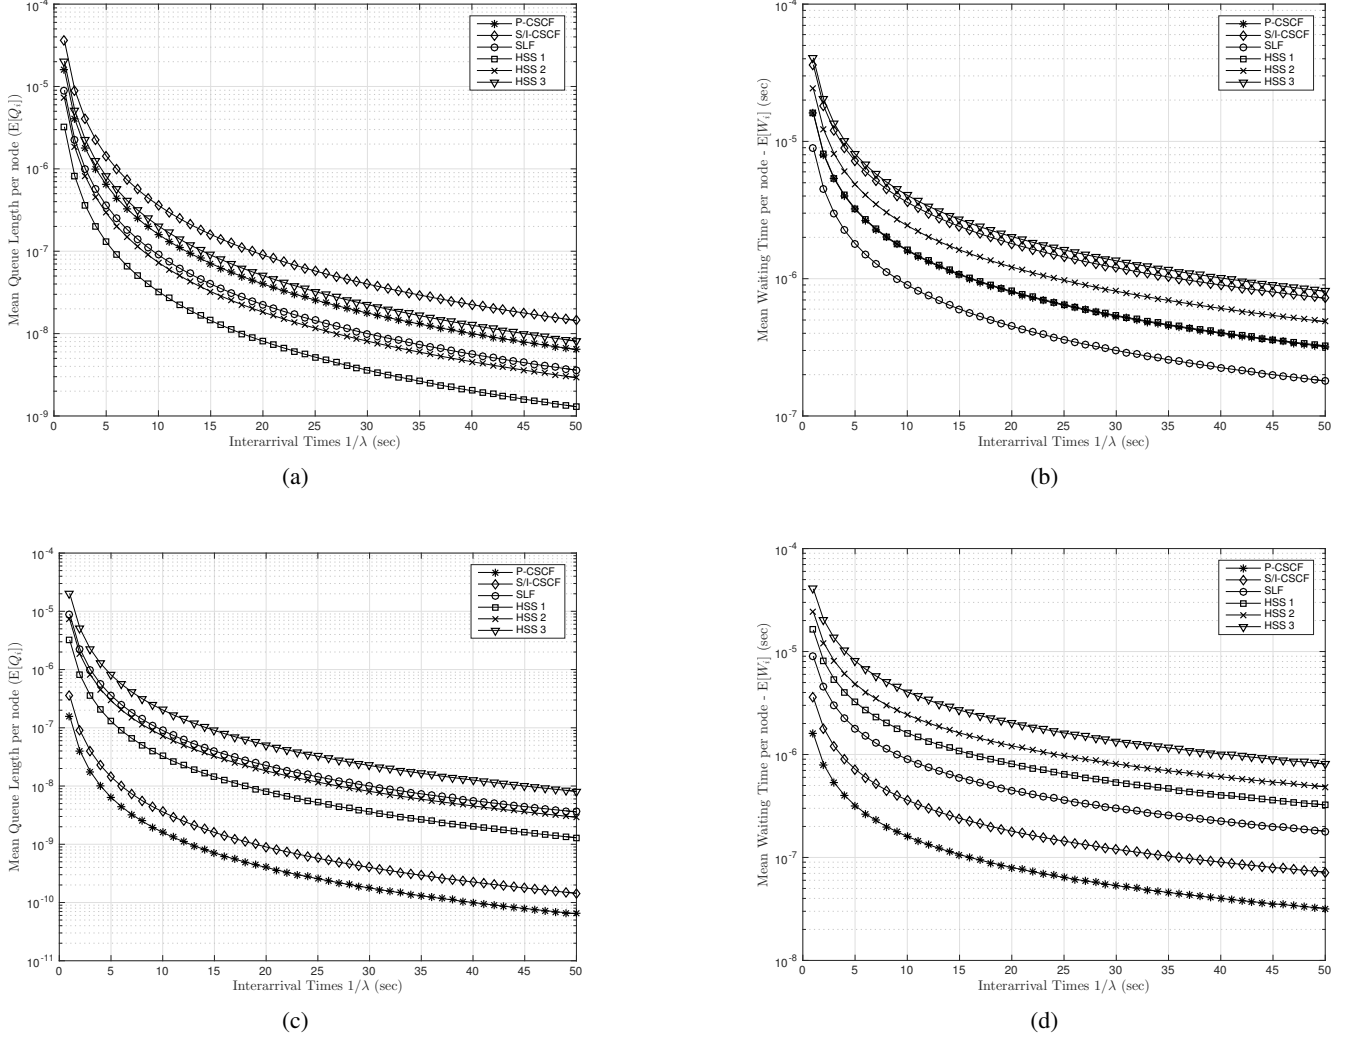 10^-4
10^-5
10^-6
10^-7
10^-8
10^-9
Mean Queue Length per node (E[Q_i])
P-CSCF
S/I-CSCF
SLF
HSS 1
HSS 2
HSS 3
0 5 10 15 20 25 30 35 40 45 50
Interarrival Times 1/λ (sec)
(a)
10^-4
10^-5
10^-6
10^-7
Mean Waiting Time per node - E[W_i] (sec)
P-CSCF
S/I-CSCF
SLF
HSS 1
HSS 2
HSS 3
0 5 10 15 20 25 30 35 40 45 50
Interarrival Times 1/λ (sec)
(b)
10^-4
10^-5
10^-6
10^-7
10^-8
10^-9
10^-10
10^-11
Mean Queue Length per node (E[Q_i])
P-CSCF
S/I-CSCF
SLF
HSS 1
HSS 2
HSS 3
0 5 10 15 20 25 30 35 40 45 50
Interarrival Times 1/λ (sec)
(c)
10^-4
10^-5
10^-6
10^-7
10^-8
Mean Waiting Time per node - E[W_i] (sec)
P-CSCF
S/I-CSCF
SLF
HSS 1
HSS 2
HSS 3
0 5 10 15 20 25 30 35 40 45 50
Interarrival Times 1/λ (sec)
(d)